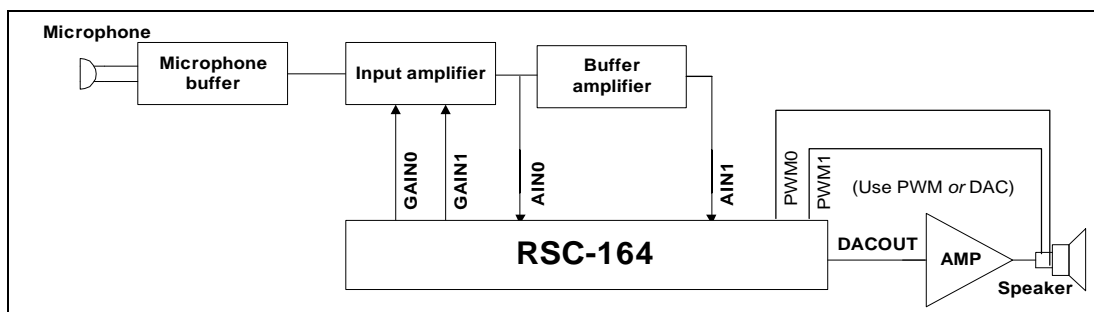 Microphone
Microphone
buffer
Input amplifier
Buffer
amplifier
GAIN0
GAIN1
AIN0
AIN1
PWM0
PWM1
(Use PWM or DAC)
RSC-164
DACOUT
AMP
Speaker